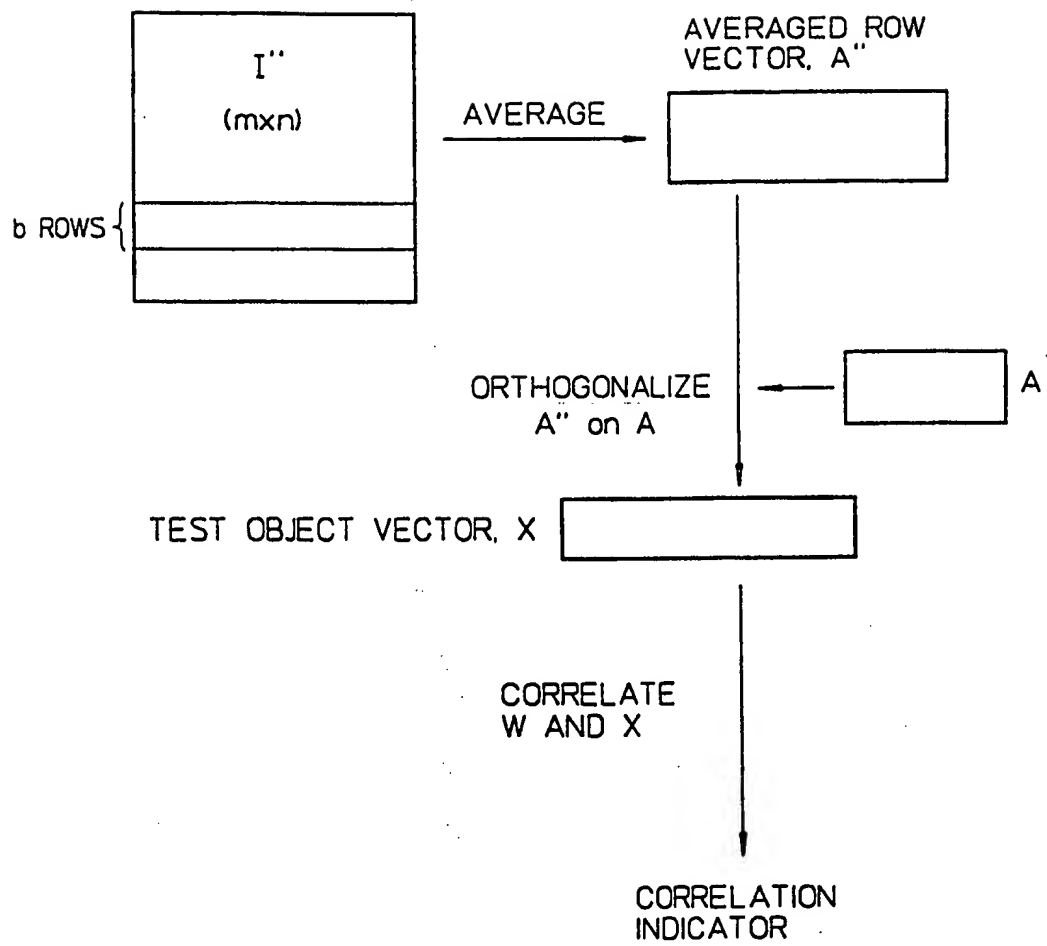 I''
(mxn)
b ROWS
AVERAGE
AVERAGED ROW
VECTOR, A''
ORTHOGONALIZE
A'' on A
A
TEST OBJECT VECTOR, X
CORRELATE
W AND X
CORRELATION
INDICATOR